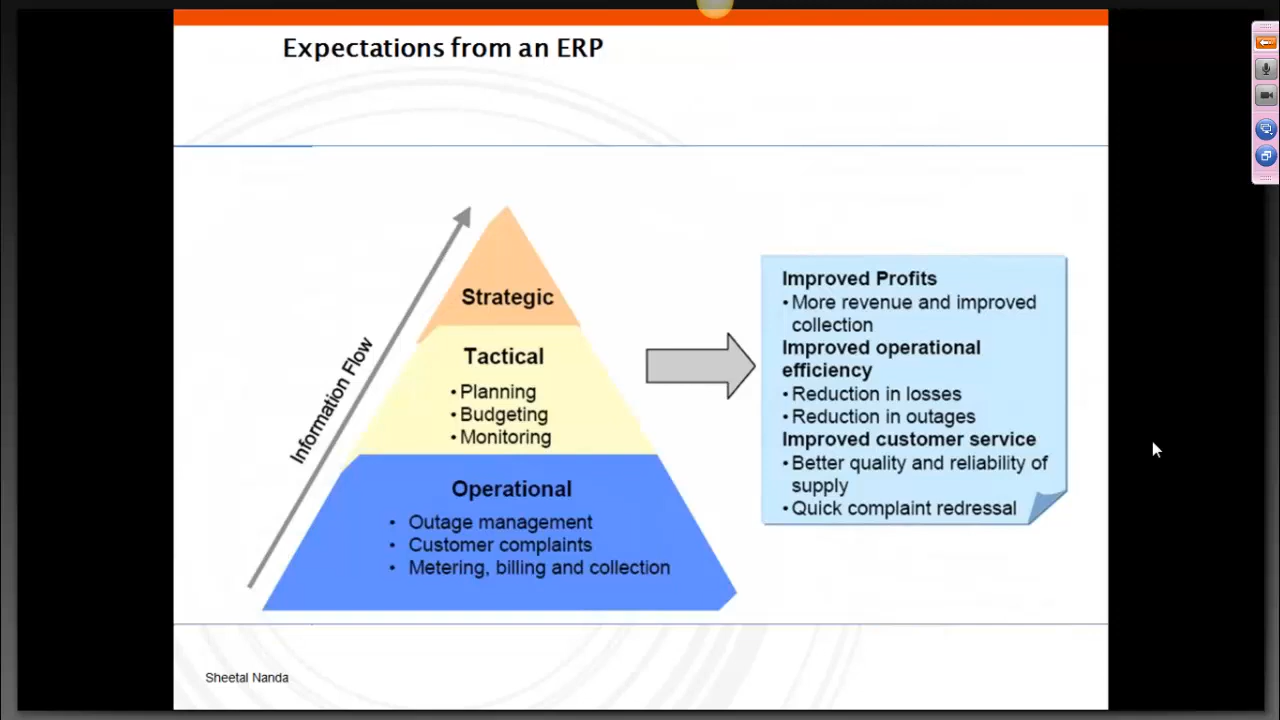 Expectations from an ERP
Information Flow
Strategic
Tactical
•Planning
•Budgeting
•Monitoring
Operational
• Outage management
• Customer complaints
• Metering, billing and collection
Improved Profits
•More revenue and improved
collection
Improved operational
efficiency
•Reduction in losses
•Reduction in outages
Improved customer service
•Better quality and reliability of
supply
•Quick complaint redressal
Sheetal Nanda